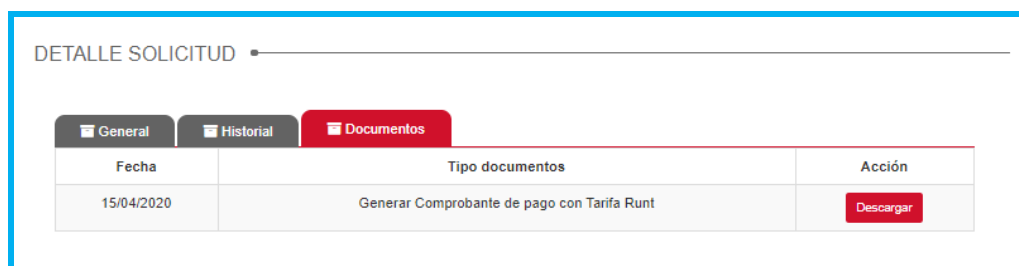 DETALLE SOLICITUD
General Historial Documentos
Fecha Tipo documentos Acción
15/04/2020 Generar Comprobante de pago con Tarifa Runt Descargar